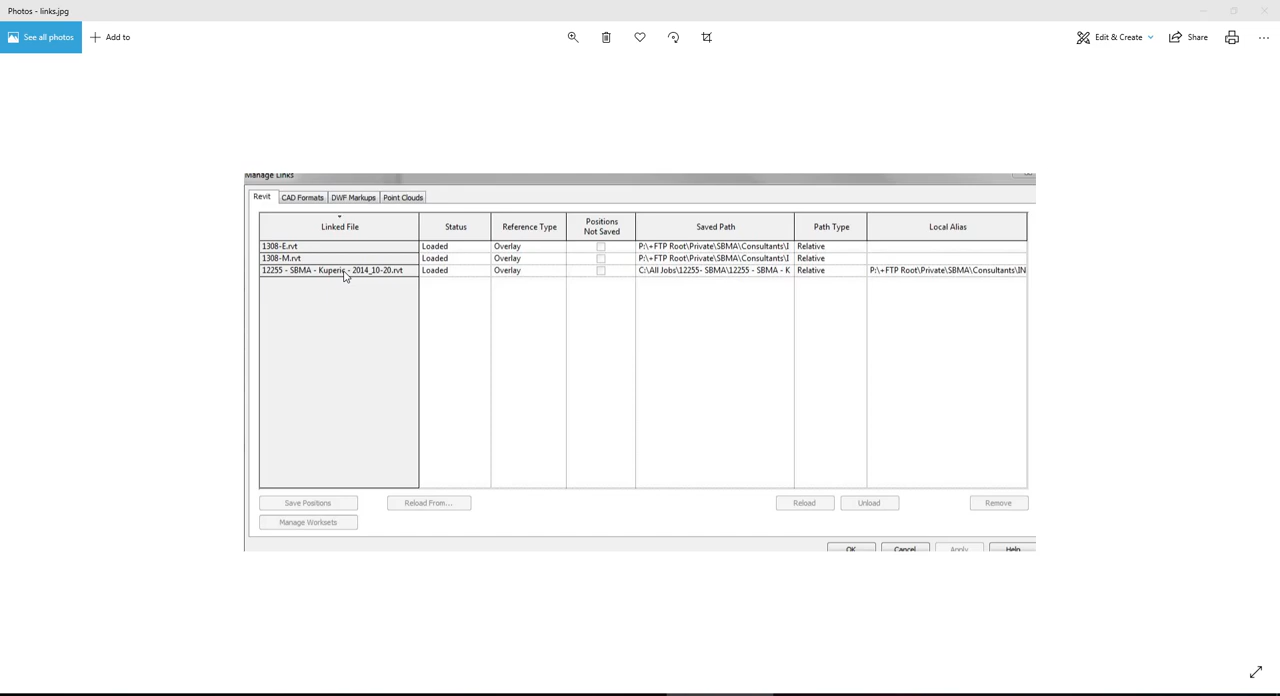 Photos - links.jpg
See all photos
Add to
Edit & Create
Share
Manage Links
Revit
CAD Formats
DWF Markups
Point Clouds
Linked File
Status
Reference Type
Positions
Not Saved
Saved Path
Path Type
Local Alias
1308-E.rvt Loaded Overlay P:\+FTP Root\Private\SBMA\Consultants\I Relative
1308-M.rvt Loaded Overlay P:\+FTP Root\Private\SBMA\Consultants\I Relative
12255 - SBMA - Kuperic - 2014_10-20.rvt Loaded Overlay C:\All Jobs\12255- SBMA\12255 - SBMA - K Relative P:\+FTP Root\Private\SBMA\Consultants\IN
Save Positions
Reload From...
Reload
Unload
Remove
Manage Worksets
OK
Cancel
Apply
Help